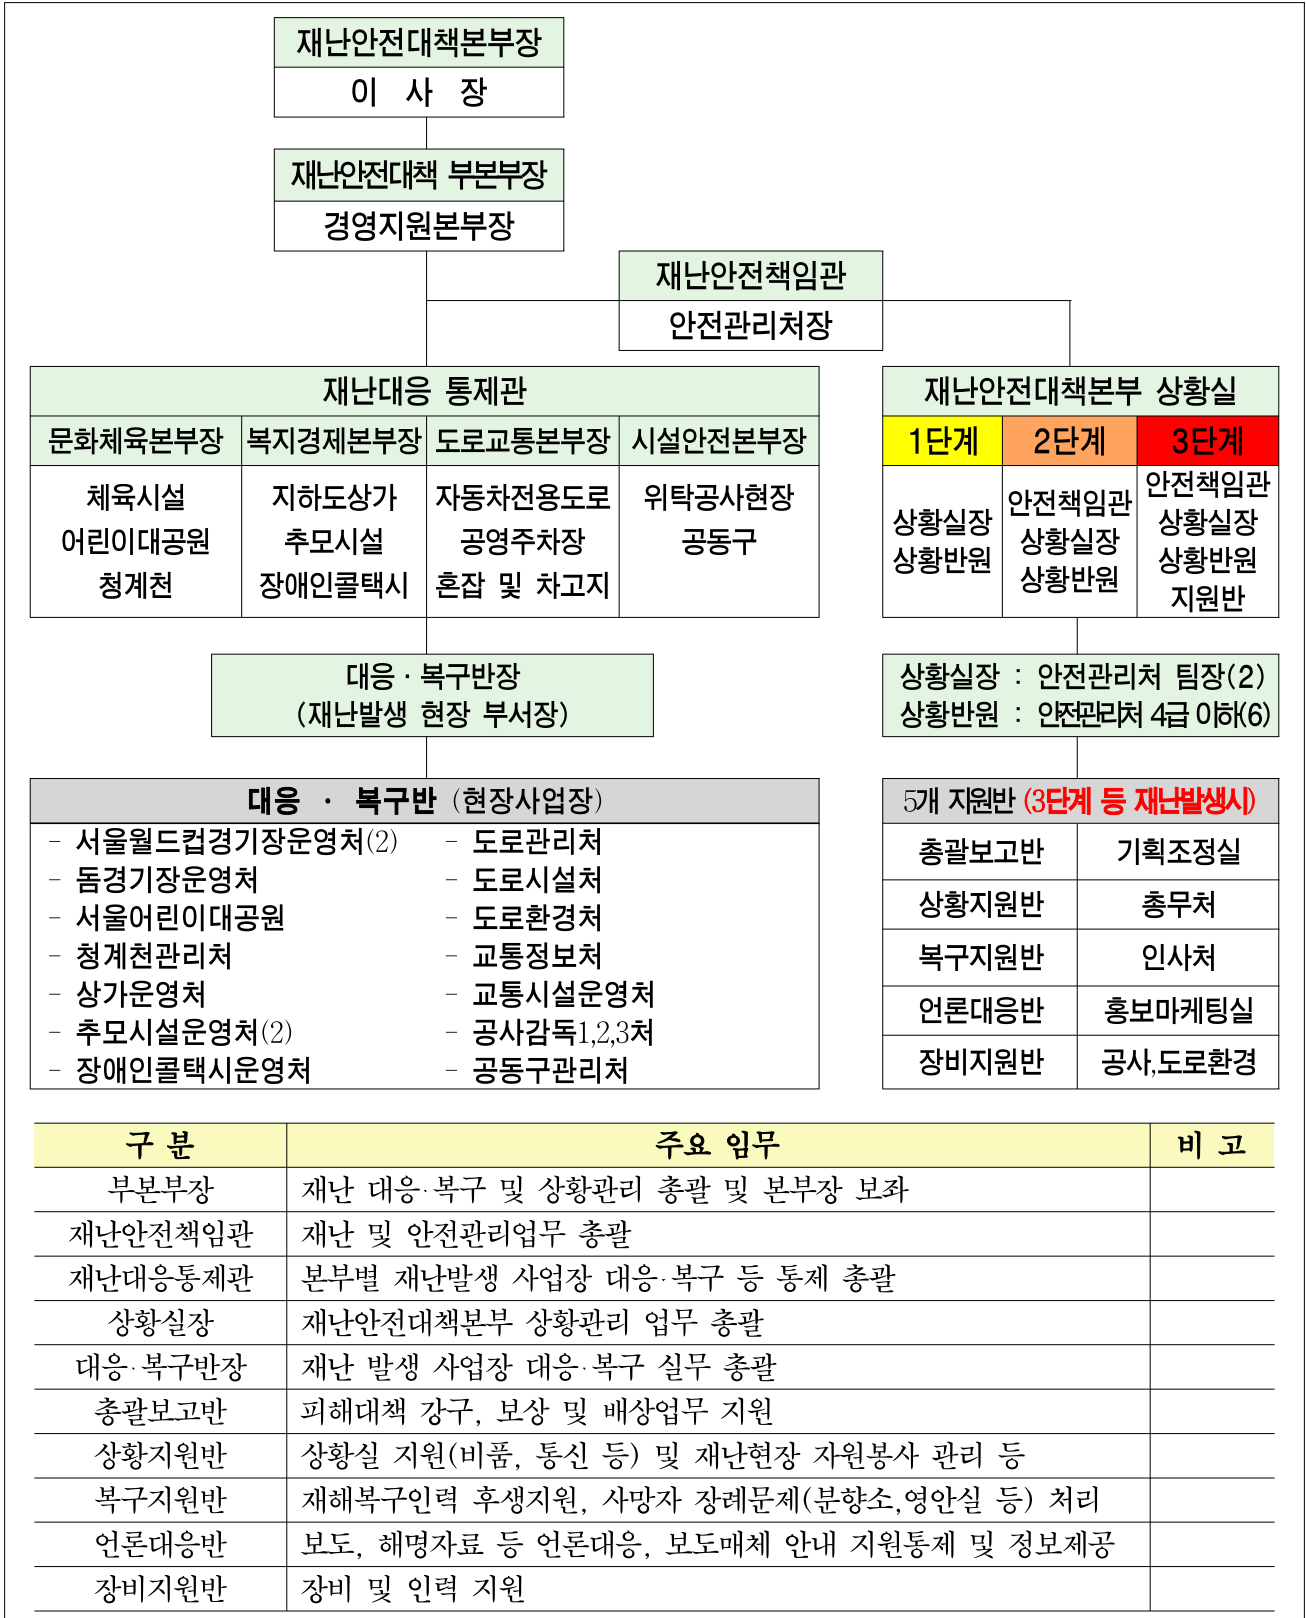 재난안전대책본부장
이 사 장
재난안전대책 부본부장
경영지원본부장
재난안전책임관
안전관리처장
재난대응 통제관
문화체육본부장 복지경제본부장 도로교통본부장 시설안전본부장
체육시설 지하도상가 자동차전용도로 위탁공사현장
어린이대공원 추모시설 공영주차장 공동구
청계천 장애인콜택시 혼잡 및 차고지
재난안전대책본부 상황실
1단계 2단계 3단계
상황실장
상황반원
안전책임관
상황실장
상황반원
안전책임관
상황실장
상황반원
지원반
대응·복구반장
(재난발생 현장 부서장)
상황실장 : 안전관리처 팀장(2)
상황반원 : 안전관리처 4급 이하(6)
대응 · 복구반 (현장사업장)
- 서울월드컵경기장운영처(2) - 도로관리처
- 돔경기장운영처 - 도로시설처
- 서울어린이대공원 - 도로환경처
- 청계천관리처 - 교통정보처
- 상가운영처 - 교통시설운영처
- 추모시설운영처(2) - 공사감독1,2,3처
- 장애인콜택시운영처 - 공동구관리처
5개 지원반 (3단계 등 재난발생시)
총괄보고반 기획조정실
상황지원반 총무처
복구지원반 인사처
언론대응반 홍보마케팅실
장비지원반 공사,도로환경
구 분 주요 임무 비 고
부본부장 재난 대응·복구 및 상황관리 총괄 및 본부장 보좌
재난안전책임관 재난 및 안전관리업무 총괄
재난대응통제관 본부별 재난발생 사업장 대응·복구 등 통제 총괄
상황실장 재난안전대책본부 상황관리 업무 총괄
대응·복구반장 재난 발생 사업장 대응·복구 실무 총괄
총괄보고반 피해대책 강구, 보상 및 배상업무 지원
상황지원반 상황실 지원(비품, 통신 등) 및 재난현장 자원봉사 관리 등
복구지원반 재해복구인력 후생지원, 사망자 장례문제(분향소,영안실 등) 처리
언론대응반 보도, 해명자료 등 언론대응, 보도매체 안내 지원통제 및 정보제공
장비지원반 장비 및 인력 지원